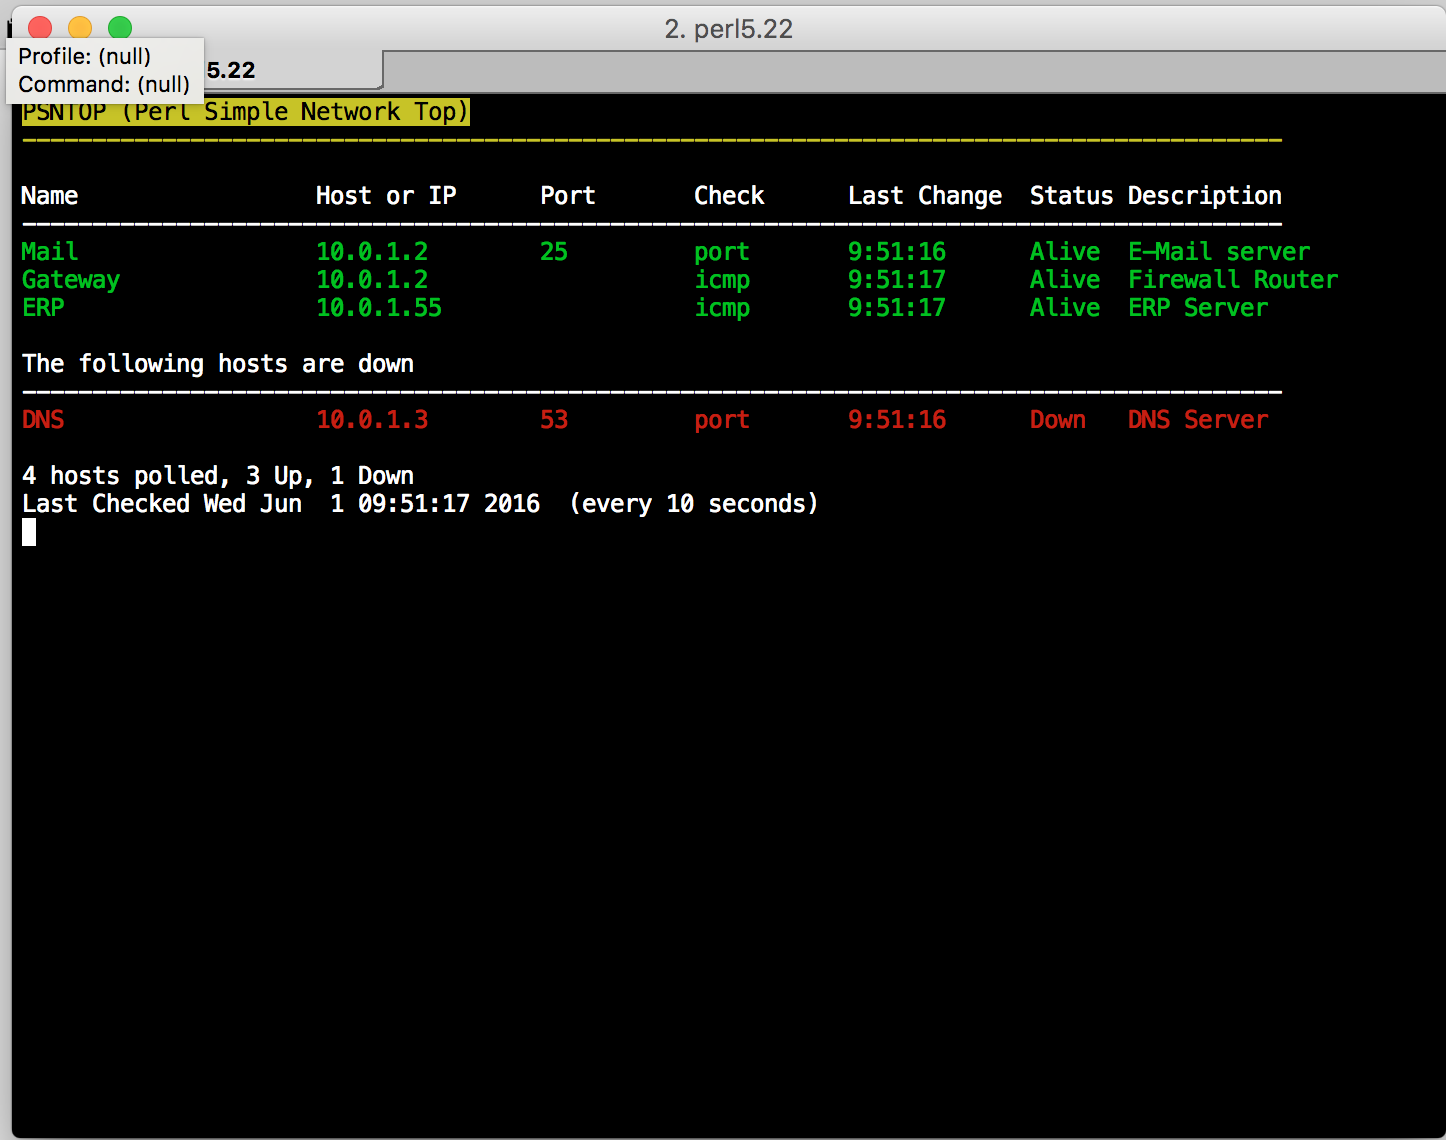 2. perl5.22
Profile: (null)
Command: (null)
5.22
PSNTOP (Perl Simple Network Top)
Name Host or IP Port Check Last Change Status Description
Mail 10.0.1.2 25 port 9:51:16 Alive E-Mail server
Gateway 10.0.1.2 icmp 9:51:17 Alive Firewall Router
ERP 10.0.1.55 icmp 9:51:17 Alive ERP Server
The following hosts are down
DNS 10.0.1.3 53 port 9:51:16 Down DNS Server
4 hosts polled, 3 Up, 1 Down
Last Checked Wed Jun 1 09:51:17 2016 (every 10 seconds)